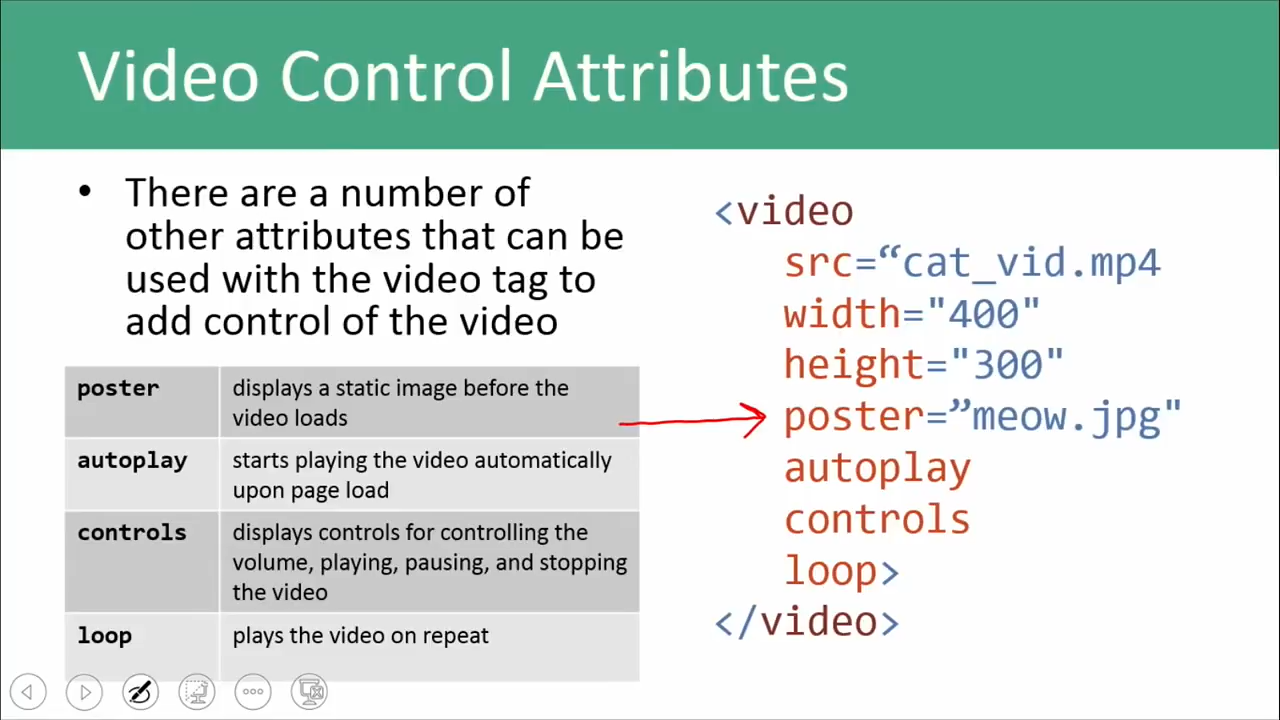 Video Control Attributes
• There are a number of
other attributes that can be
used with the video tag to
add control of the video
poster displays a static image before the
video loads
autoplay starts playing the video automatically
upon page load
controls displays controls for controlling the
volume, playing, pausing, and stopping
the video
loop plays the video on repeat
<video
src=“cat_vid.mp4
width="400"
height="300"
poster=”meow.jpg"
autoplay
controls
loop>
</video>